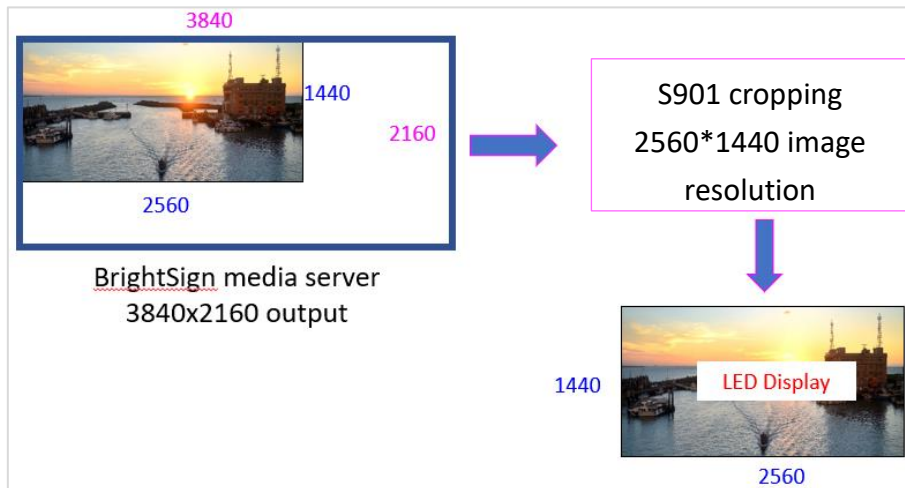 3840
1440
2160
2560
BrightSign media server
3840x2160 output
S901 cropping
2560*1440 image
resolution
LED Display
1440
2560